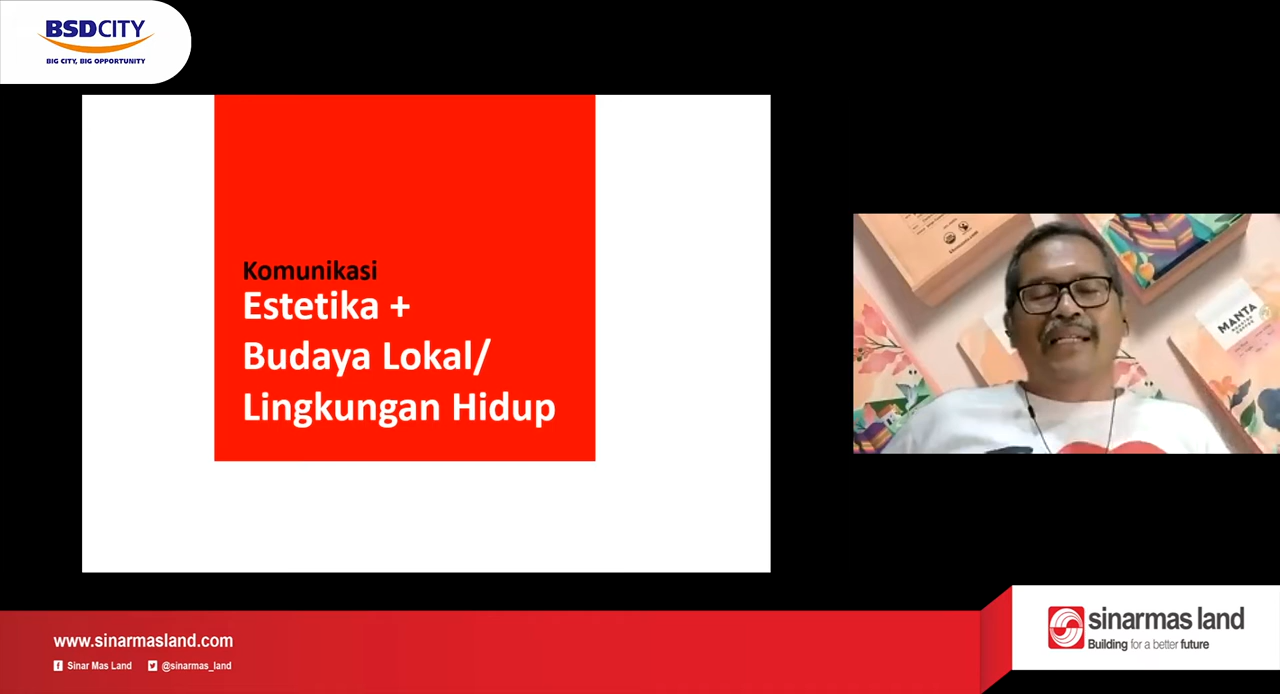 BSDCITY
BIG CITY, BIG OPPORTUNITY
Komunikasi
Estetika +
Budaya Lokal/
Lingkungan Hidup
MANTA
www.sinarmasland.com
Sinar Mas Land @sinarmas_land
sinarmas land
Building for a better future